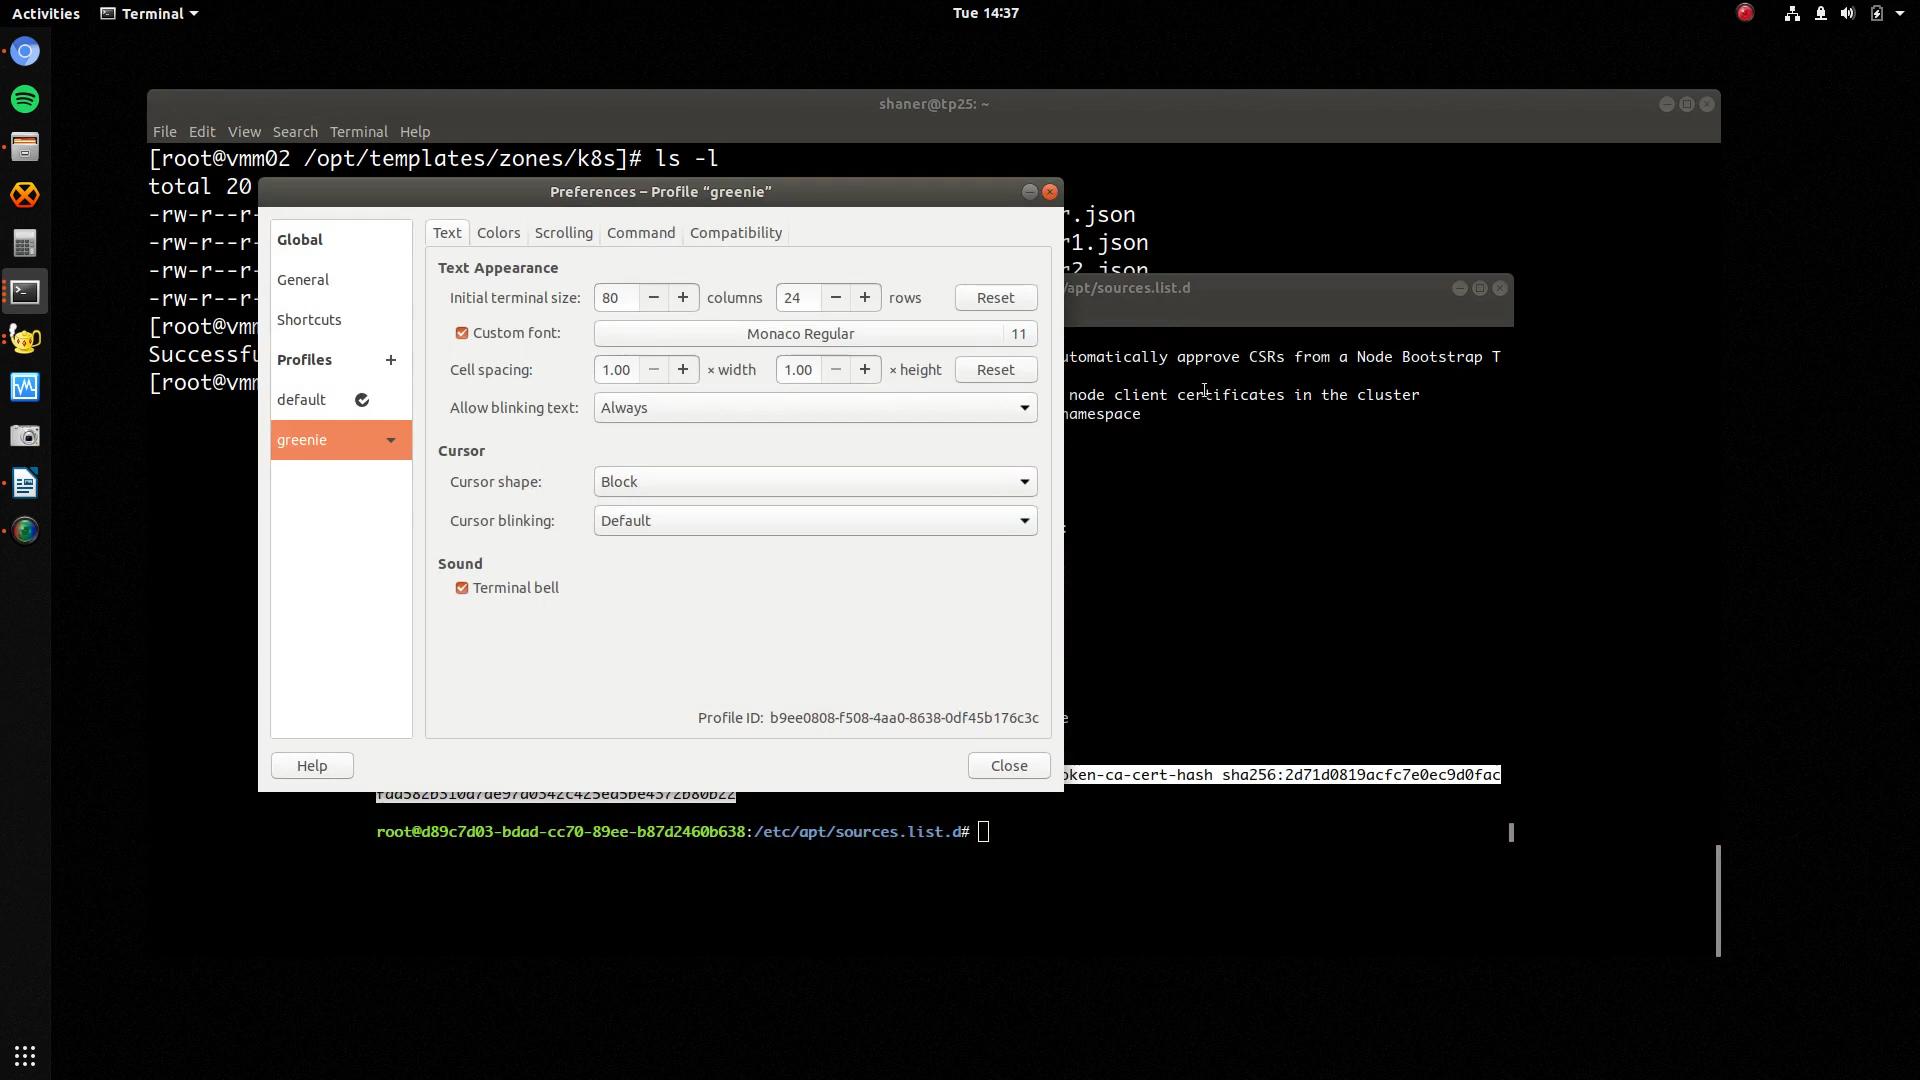 Activities Terminal Tue 14:37
shaner@tp25: ~
File Edit View Search Terminal Help
[root@vmm02 /opt/templates/zones/k8s]# ls -l
total 20
Preferences – Profile “greenie”
-rw-r--r- r.json
-rw-r--r- r1.json
-rw-r--r- r2.json
-rw-r--r-
[root@vmm
Successfu
[root@vmm
Global
General
Shortcuts
Profiles +
default
greenie
Text Colors Scrolling Command Compatibility
Text Appearance
Initial terminal size: 80 − + columns 24 − + rows Reset
Custom font: Monaco Regular 11
Cell spacing: 1.00 − + × width 1.00 − + × height Reset
Allow blinking text: Always
Cursor
Cursor shape: Block
Cursor blinking: Default
Sound
Terminal bell
Profile ID: b9ee0808-f508-4aa0-8638-0df45b176c3c
Help Close
/apt/sources.list.d
utomatically approve CSRs from a Node Bootstrap T
node client certificates in the cluster
namespace
:
e
oken-ca-cert-hash sha256:2d71d0819acfc7e0ec9d0fac
root@d89c7d03-bdad-cc70-89ee-b87d2460b638:/etc/apt/sources.list.d#